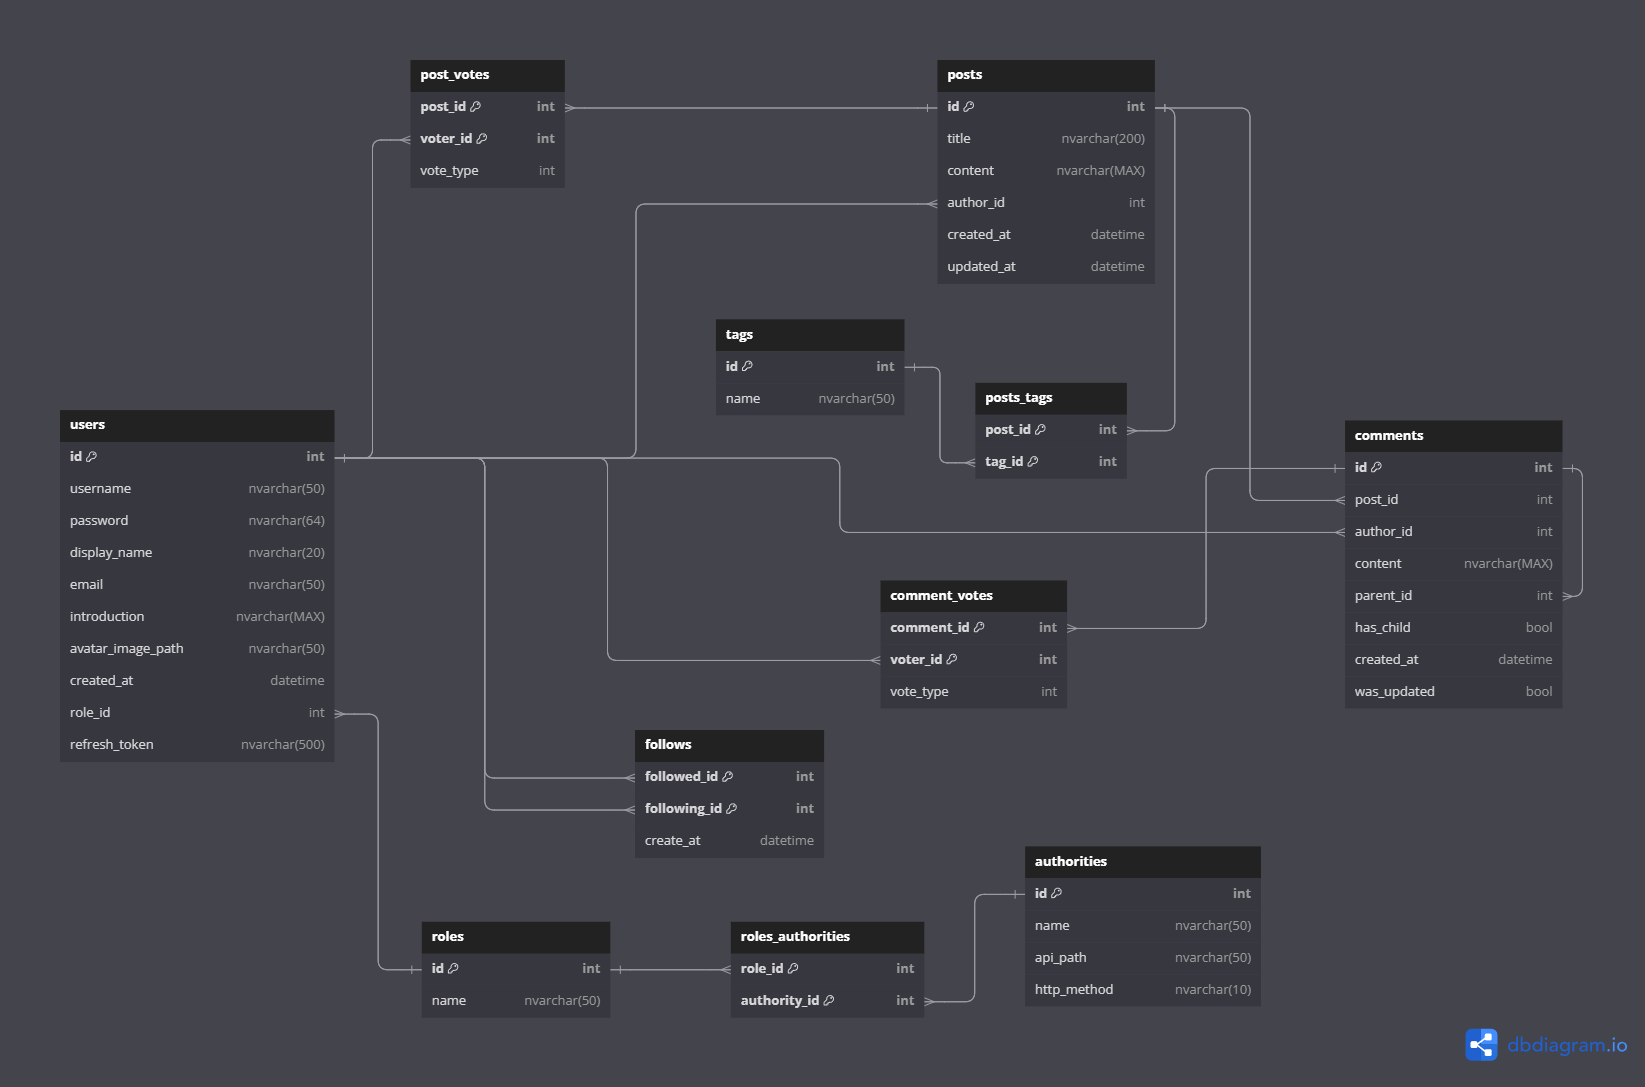 post_votes
post_id int
voter_id int
vote_type int
posts
id int
title nvarchar(200)
content nvarchar(MAX)
author_id int
created_at datetime
updated_at datetime
tags
id int
name nvarchar(50)
posts_tags
post_id int
tag_id int
users
id int
username nvarchar(50)
password nvarchar(64)
display_name nvarchar(20)
email nvarchar(50)
introduction nvarchar(MAX)
avatar_image_path nvarchar(50)
created_at datetime
role_id int
refresh_token nvarchar(500)
comments
id int
post_id int
author_id int
content nvarchar(MAX)
parent_id int
has_child bool
created_at datetime
was_updated bool
comment_votes
comment_id int
voter_id int
vote_type int
follows
followed_id int
following_id int
create_at datetime
authorities
id int
name nvarchar(50)
api_path nvarchar(50)
http_method nvarchar(10)
roles
id int
name nvarchar(50)
roles_authorities
role_id int
authority_id int
dbdiagram.io